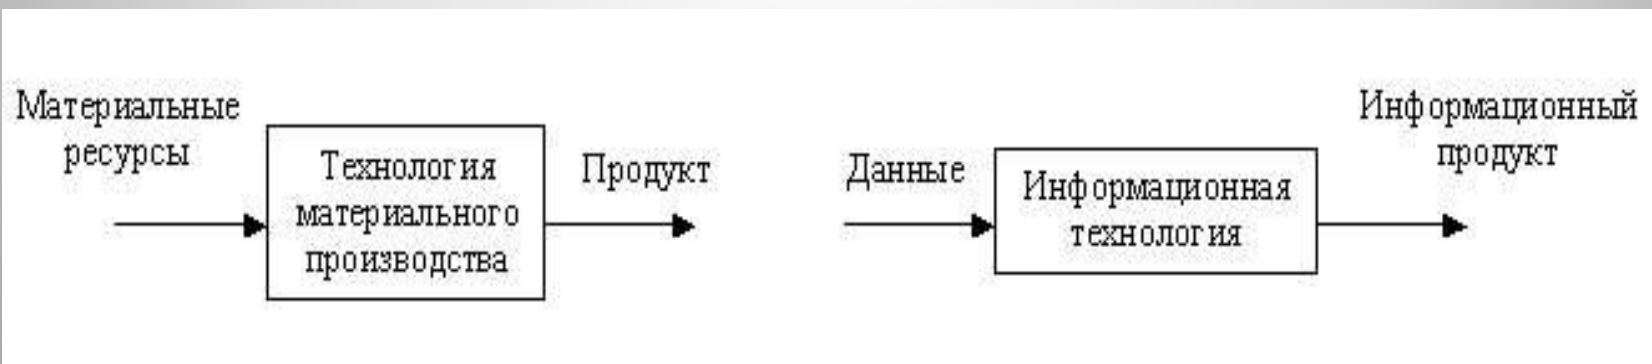 Материальные
ресурсы
Технология
материального
производства
Продукт
Данные
Информационная
технология
Информационный
продукт